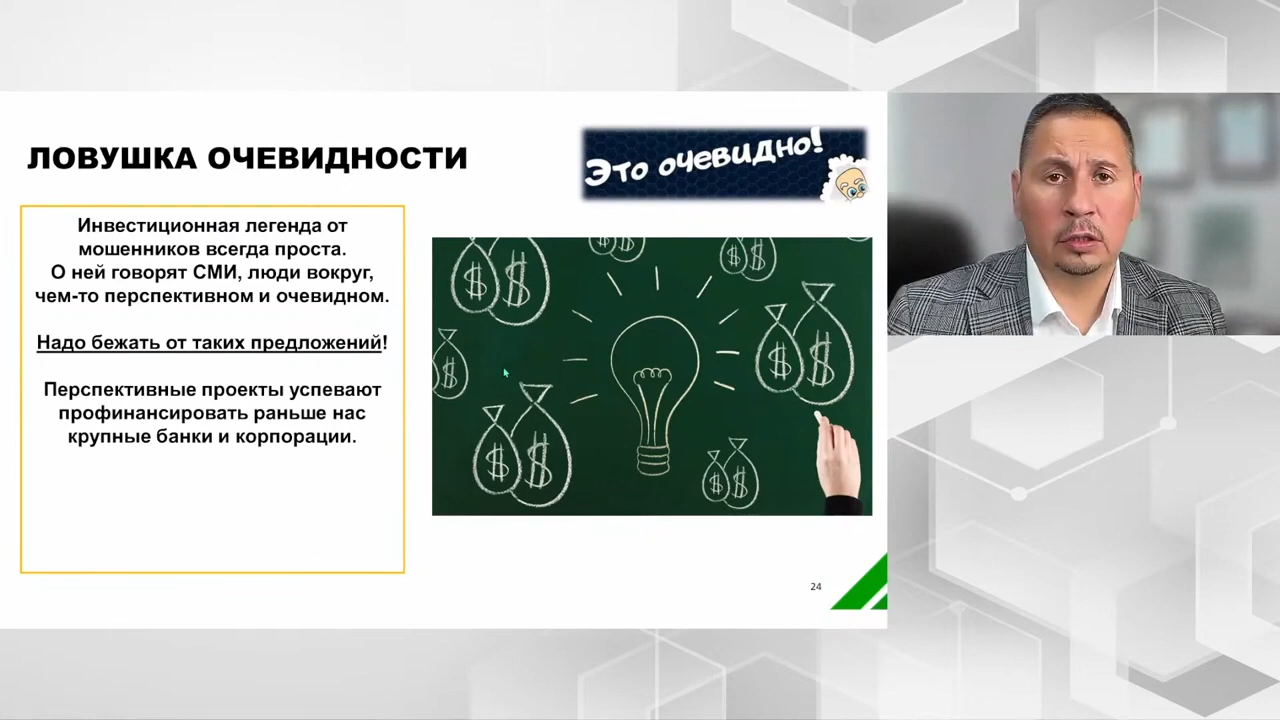 ЛОВУШКА ОЧЕВИДНОСТИ
Это очевидно!
Инвестиционная легенда от
мошенников всегда проста.
О ней говорят СМИ, люди вокруг,
чем-то перспективном и очевидном.
Надо бежать от таких предложений!
Перспективные проекты успевают
профинансировать раньше нас
крупные банки и корпорации.
24